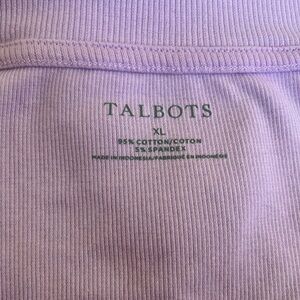 TALBOTS
XL
95% COTTON/COTON
5% SPANDEX
MADE IN INDONESIA/FABRIQUÉ EN INDONÉSIE